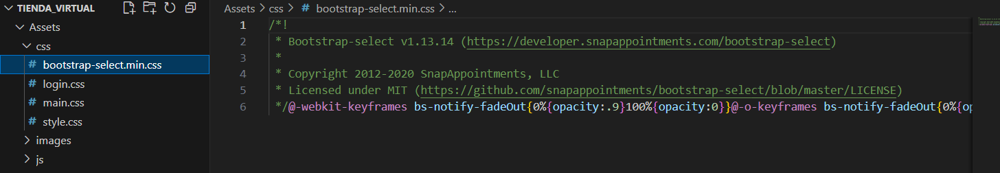 TIENDA_VIRTUAL
Assets
css
# bootstrap-select.min.css
# login.css
# main.css
# style.css
images
js
Assets > css > # bootstrap-select.min.css > ...
1 /*!
2 * Bootstrap-select v1.13.14 (https://developer.snapappointments.com/bootstrap-select)
3 *
4 * Copyright 2012-2020 SnapAppointments, LLC
5 * Licensed under MIT (https://github.com/snapappointments/bootstrap-select/blob/master/LICENSE)
6 */@-webkit-keyframes bs-notify-fadeOut{0%{opacity:.9}100%{opacity:0}}@-o-keyframes bs-notify-fadeOut{0%{op